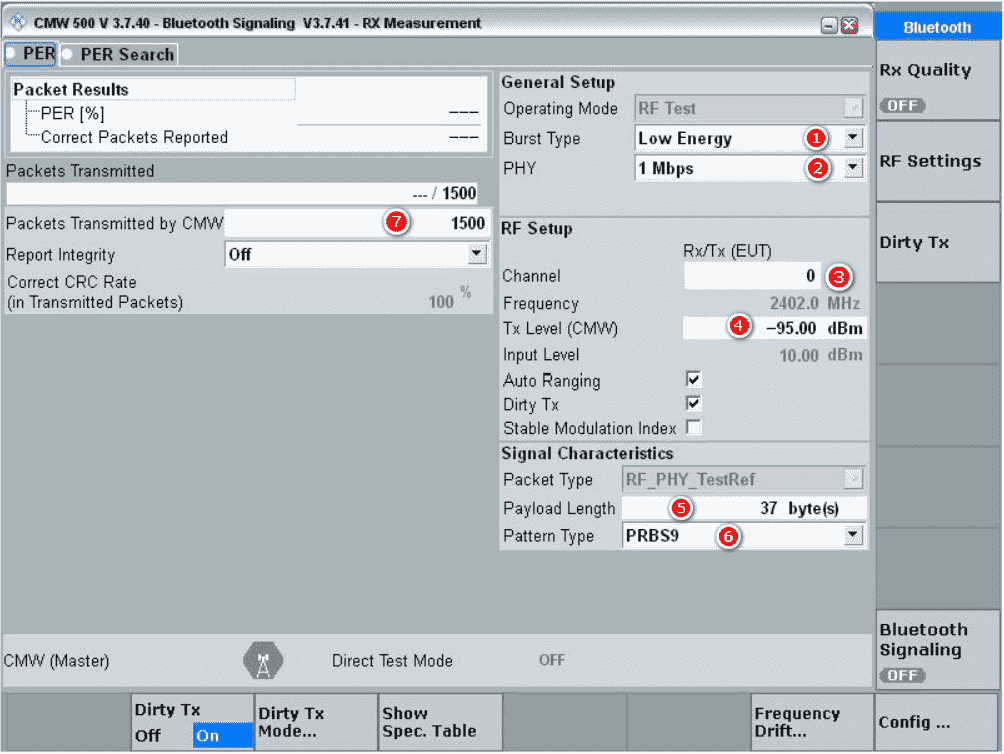 CMW 500 V 3.7.40 - Bluetooth Signaling V3.7.41 - RX Measurement
Bluetooth
PER
PER Search
Packet Results
PER [%] ---
Correct Packets Reported ---
Packets Transmitted
--- / 1500
Packets Transmitted by CMW 7 1500
Report Integrity Off
Correct CRC Rate
(in Transmitted Packets) 100 %
General Setup
Operating Mode RF Test
Burst Type Low Energy 1
PHY 1 Mbps 2
RF Setup
Rx/Tx (EUT)
Channel 0 3
Frequency 2402.0 MHz
Tx Level (CMW) 4 -95.00 dBm
Input Level 10.00 dBm
Auto Ranging
Dirty Tx
Stable Modulation Index
Signal Characteristics
Packet Type RF_PHY_TestRef
Payload Length 5 37 byte(s)
Pattern Type PRBS9 6
Rx Quality
OFF
RF Settings
Dirty Tx
Bluetooth
Signaling
OFF
CMW (Master) Direct Test Mode OFF
Dirty Tx
Off On
Dirty Tx
Mode...
Show
Spec. Table
Frequency
Drift...
Config ...